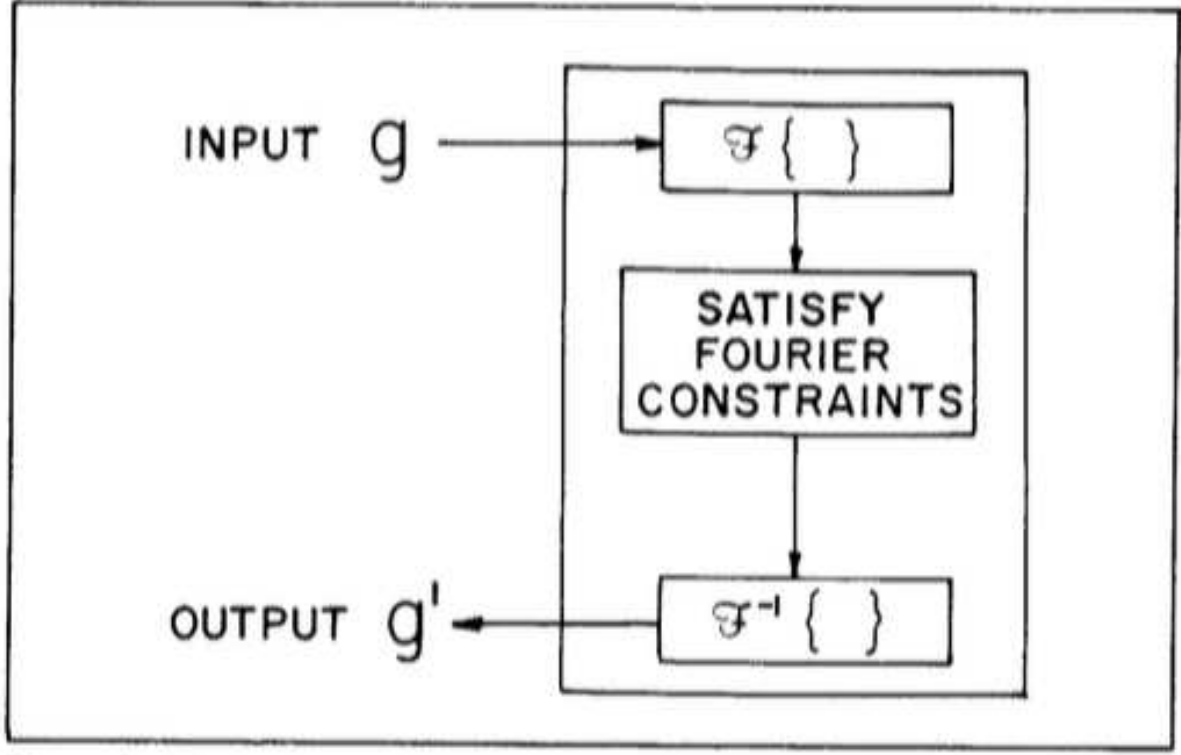 INPUT g
ℱ { }
SATISFY
FOURIER
CONSTRAINTS
OUTPUT g'
ℱ⁻¹ { }